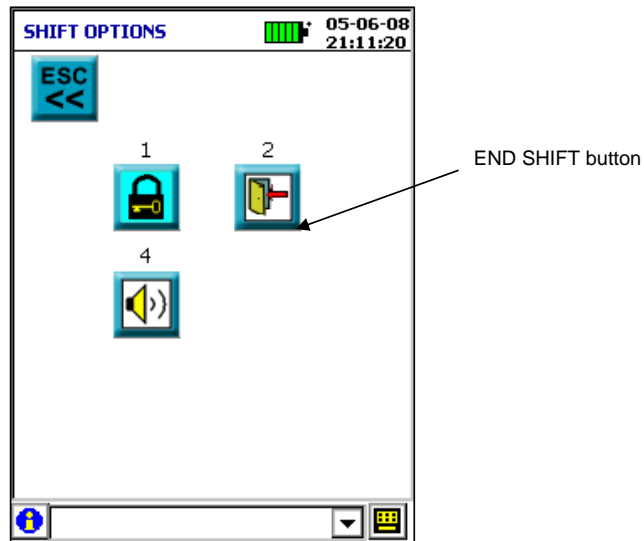 SHIFT OPTIONS
05-06-08
21:11:20
ESC
<<
1
2
END SHIFT button
4